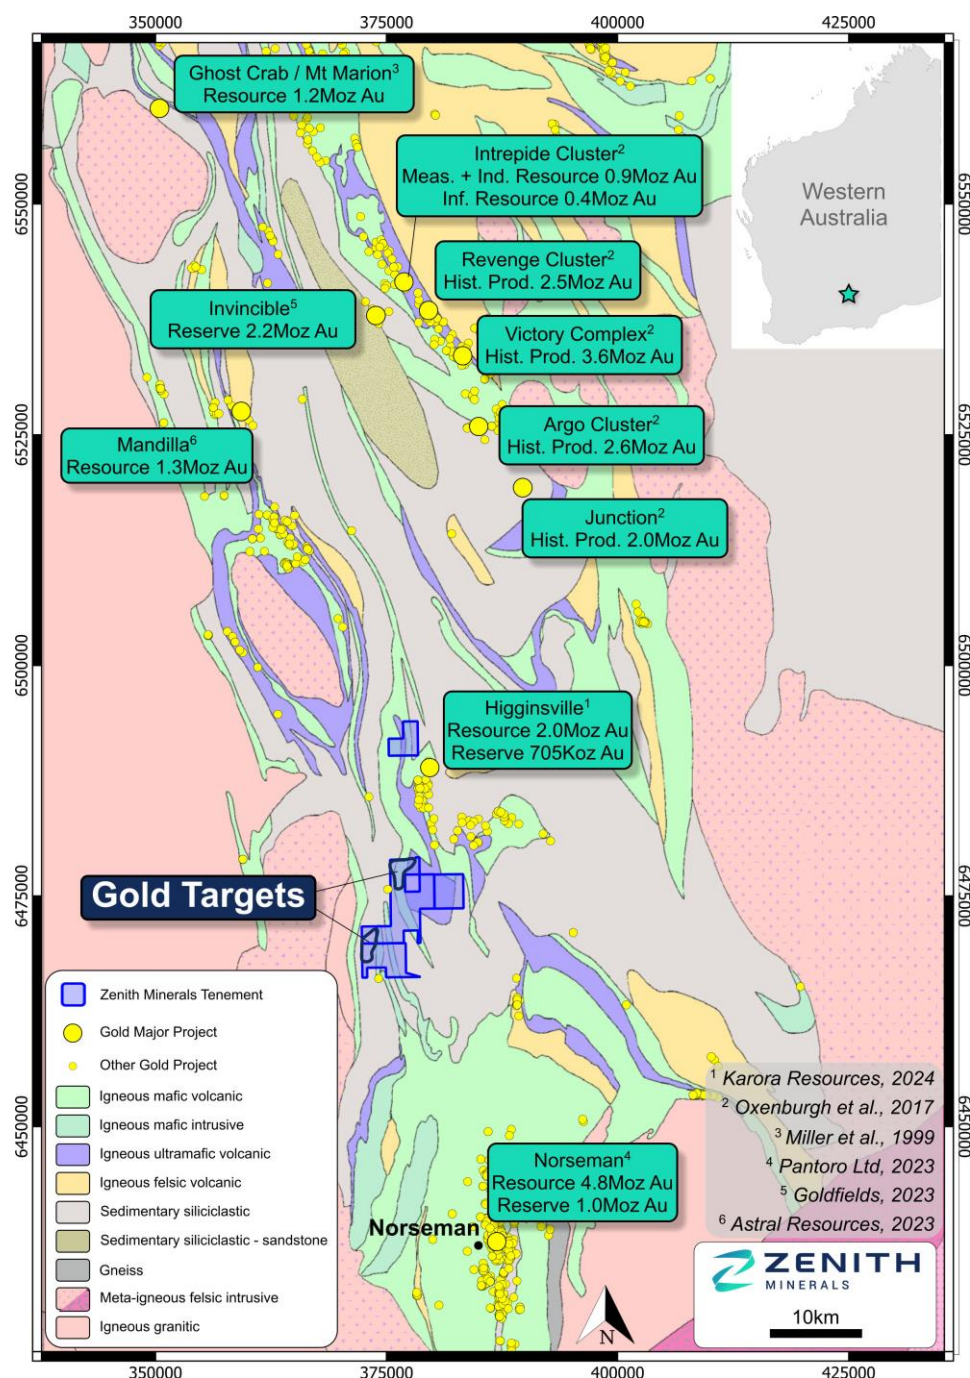 350000
375000
400000
425000
Ghost Crab / Mt Marion³
Resource 1.2Moz Au
Intrepide Cluster²
Meas. + Ind. Resource 0.9Moz Au
Inf. Resource 0.4Moz Au
Western
Australia
6550000
6550000
Revenge Cluster²
Hist. Prod. 2.5Moz Au
Invincible⁵
Reserve 2.2Moz Au
Victory Complex²
Hist. Prod. 3.6Moz Au
Argo Cluster²
Hist. Prod. 2.6Moz Au
Mandilla⁶
Resource 1.3Moz Au
6525000
6525000
Junction²
Hist. Prod. 2.0Moz Au
6500000
6500000
Higginsville¹
Resource 2.0Moz Au
Reserve 705Koz Au
Gold Targets
6475000
6475000
Zenith Minerals Tenement
Gold Major Project
Other Gold Project
Igneous mafic volcanic
Igneous mafic intrusive
Igneous ultramafic volcanic
Igneous felsic volcanic
Sedimentary siliciclastic
Sedimentary siliciclastic - sandstone
Gneiss
Meta-igneous felsic intrusive
Igneous granitic
6450000
6450000
¹ Karora Resources, 2024
² Oxenburgh et al., 2017
³ Miller et al., 1999
⁴ Pantoro Ltd, 2023
⁵ Goldfields, 2023
⁶ Astral Resources, 2023
Norseman⁴
Resource 4.8Moz Au
Reserve 1.0Moz Au
Norseman
N
ZENITH
MINERALS
10km
350000
375000
400000
425000